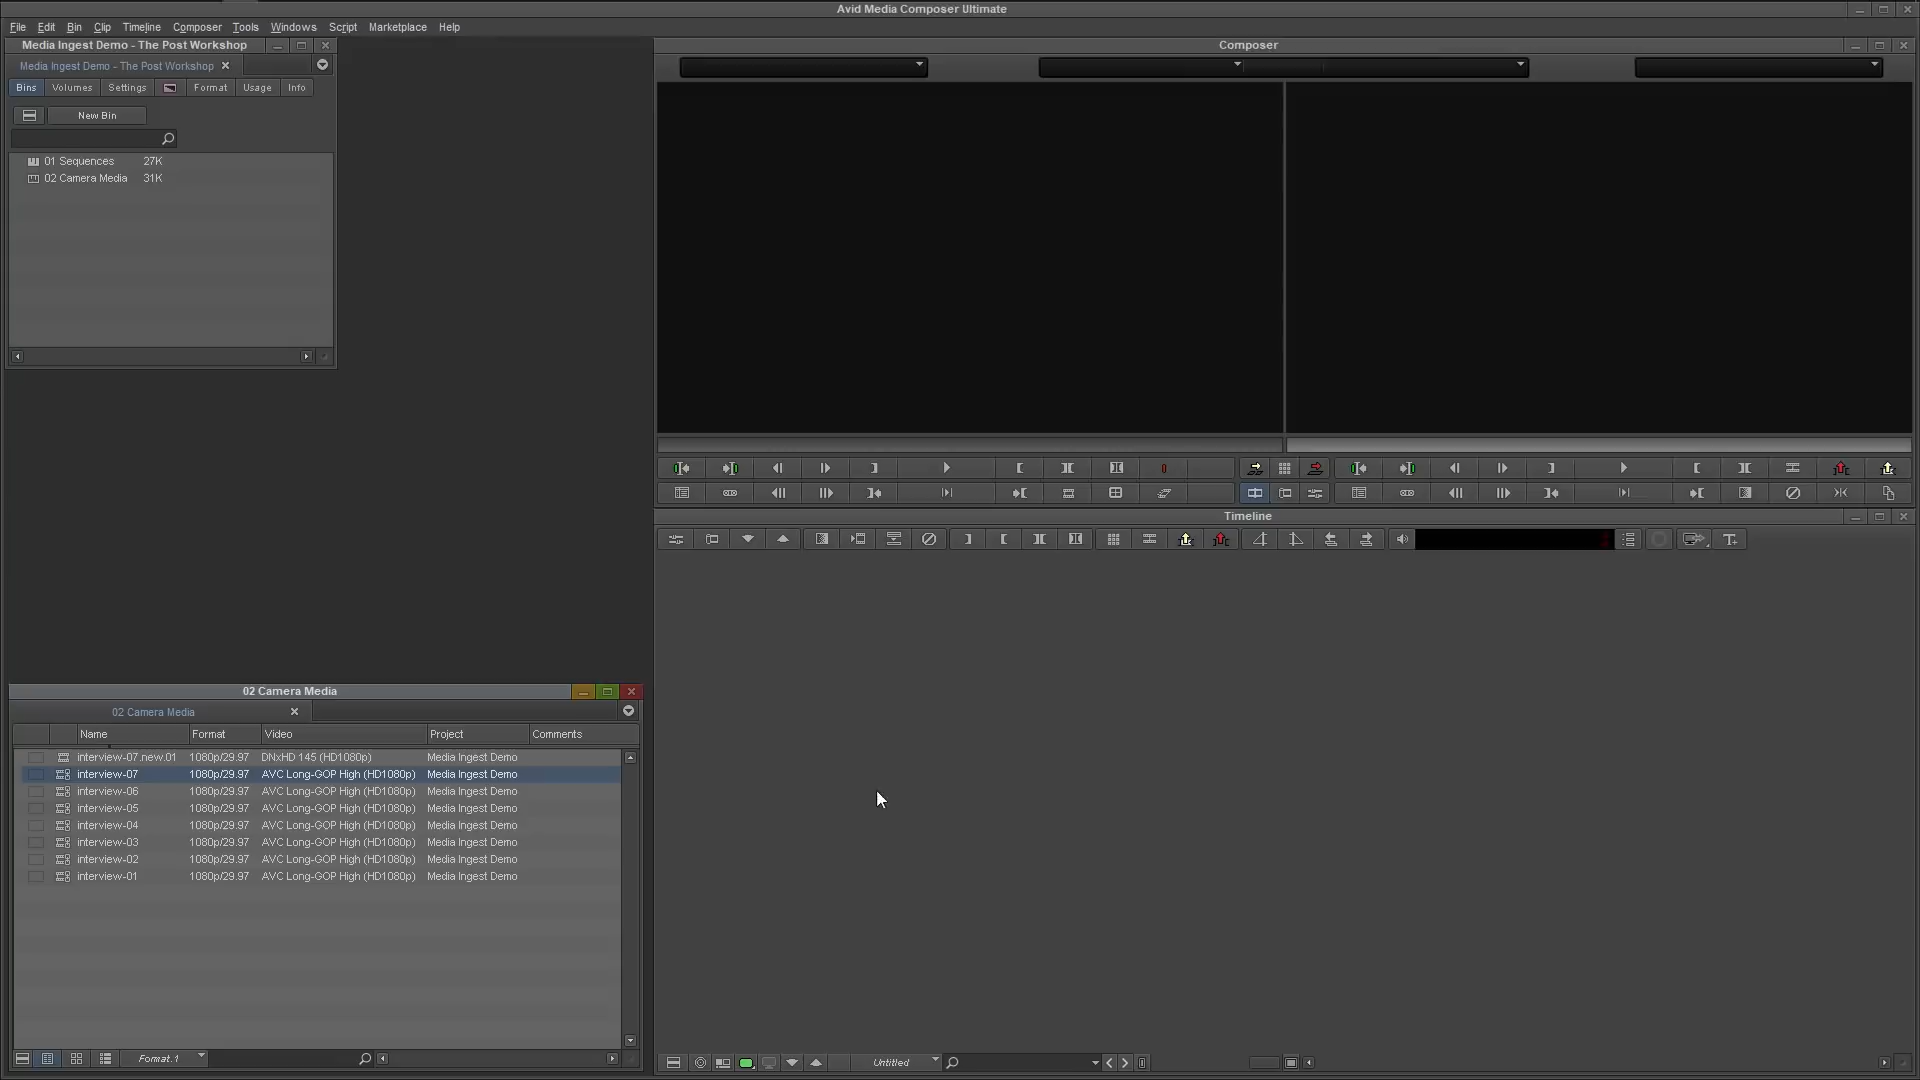 Avid Media Composer Ultimate
File Edit Bin Clip Timeline Composer Tools Windows Script Marketplace Help
Media Ingest Demo - The Post Workshop
Media Ingest Demo - The Post Workshop
Bins Volumes Settings Format Usage Info
New Bin
01 Sequences 27K
02 Camera Media 31K
Composer
Timeline
02 Camera Media
02 Camera Media
Name Format Video Project Comments
interview-07.new.01 1080p/29.97 DNxHD 145 (HD1080p) Media Ingest Demo
interview-07 1080p/29.97 AVC Long-GOP High (HD1080p) Media Ingest Demo
interview-06 1080p/29.97 AVC Long-GOP High (HD1080p) Media Ingest Demo
interview-05 1080p/29.97 AVC Long-GOP High (HD1080p) Media Ingest Demo
interview-04 1080p/29.97 AVC Long-GOP High (HD1080p) Media Ingest Demo
interview-03 1080p/29.97 AVC Long-GOP High (HD1080p) Media Ingest Demo
interview-02 1080p/29.97 AVC Long-GOP High (HD1080p) Media Ingest Demo
interview-01 1080p/29.97 AVC Long-GOP High (HD1080p) Media Ingest Demo
Format.1
Untitled